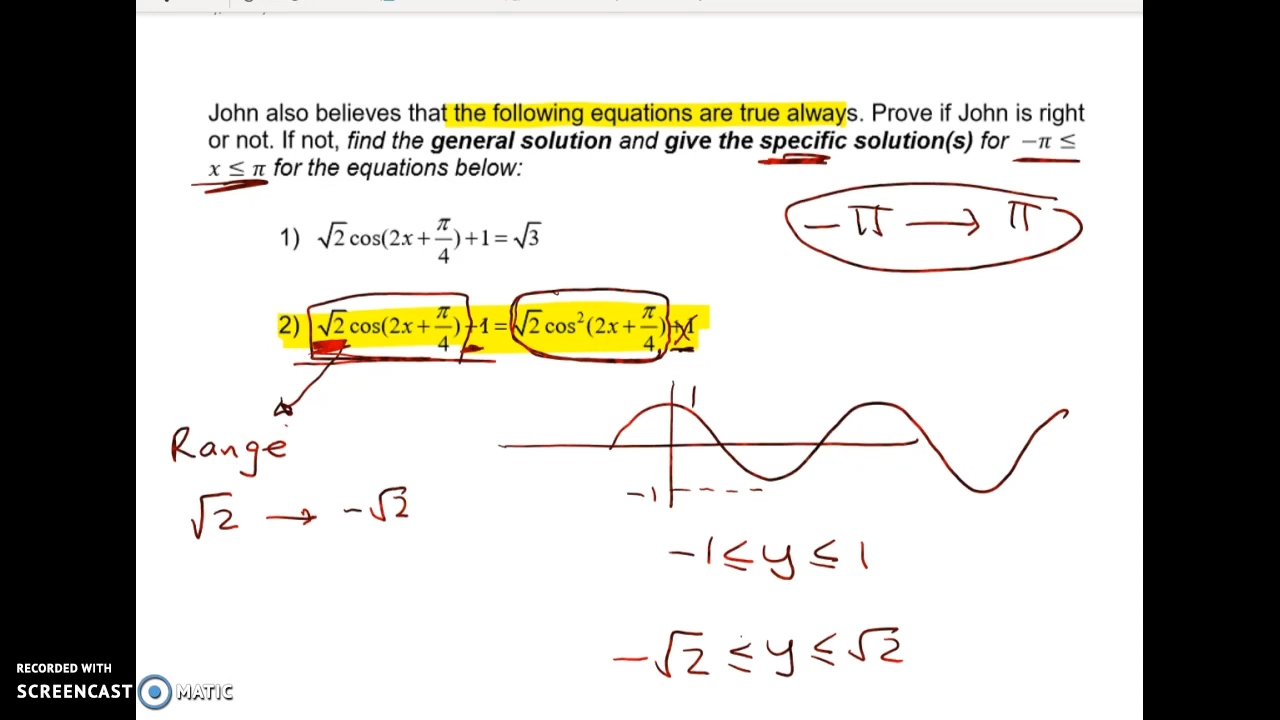 John also believes that the following equations are true always. Prove if John is right
or not. If not, find the general solution and give the specific solution(s) for −π ≤
x ≤ π for the equations below:
−π → π
1) √2 cos(2x + π/4) + 1 = √3
2) √2 cos(2x + π/4) − 1 = √2 cos²(2x + π/4) + 1
1
Range
−1
√2 → −√2
−1 ≤ y ≤ 1
−√2 ≤ y ≤ √2
RECORDED WITH
SCREENCAST MATIC